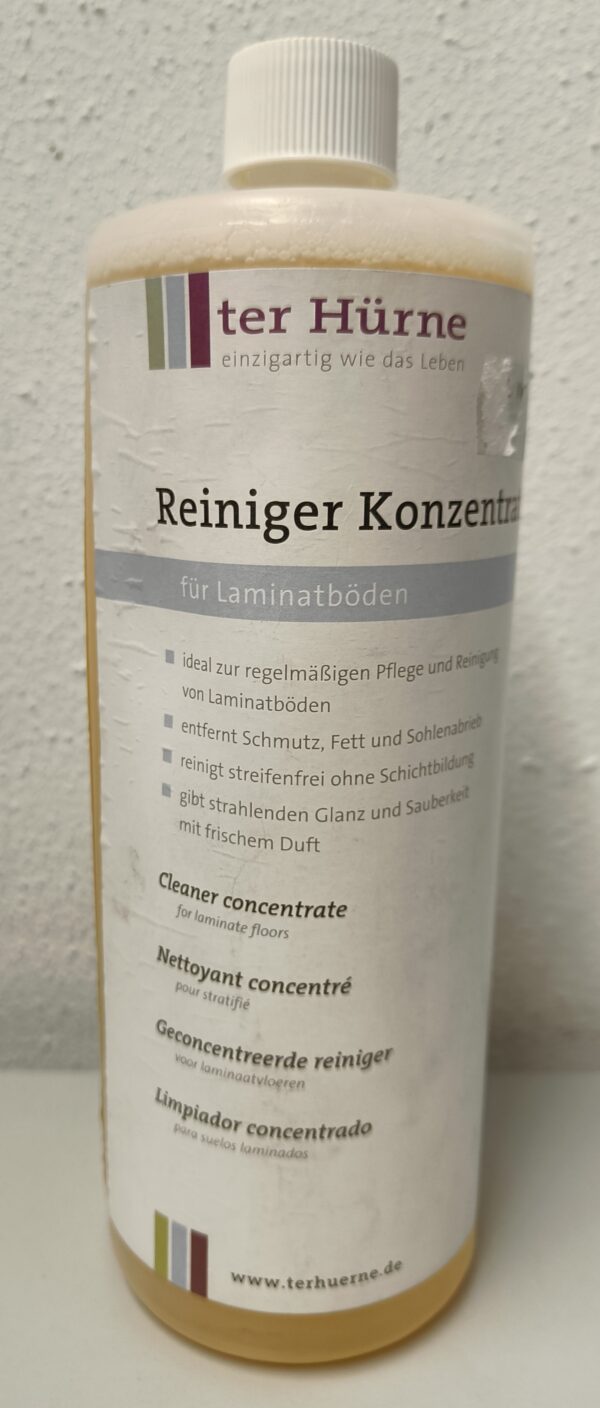 ter Hürne
einzigartig wie das Leben
Reiniger Konzentrat
für Laminatböden
ideal zur regelmäßigen Pflege und Reinigung
von Laminatböden
entfernt Schmutz, Fett und Sohlenabrieb
reinigt streifenfrei ohne Schichtbildung
gibt strahlenden Glanz und Sauberkeit
mit frischem Duft
Cleaner concentrate
for laminate floors
Nettoyant concentré
pour stratifié
Geconcentreerde reiniger
voor laminaatvloeren
Limpiador concentrado
para suelos laminados
www.terhuerne.de